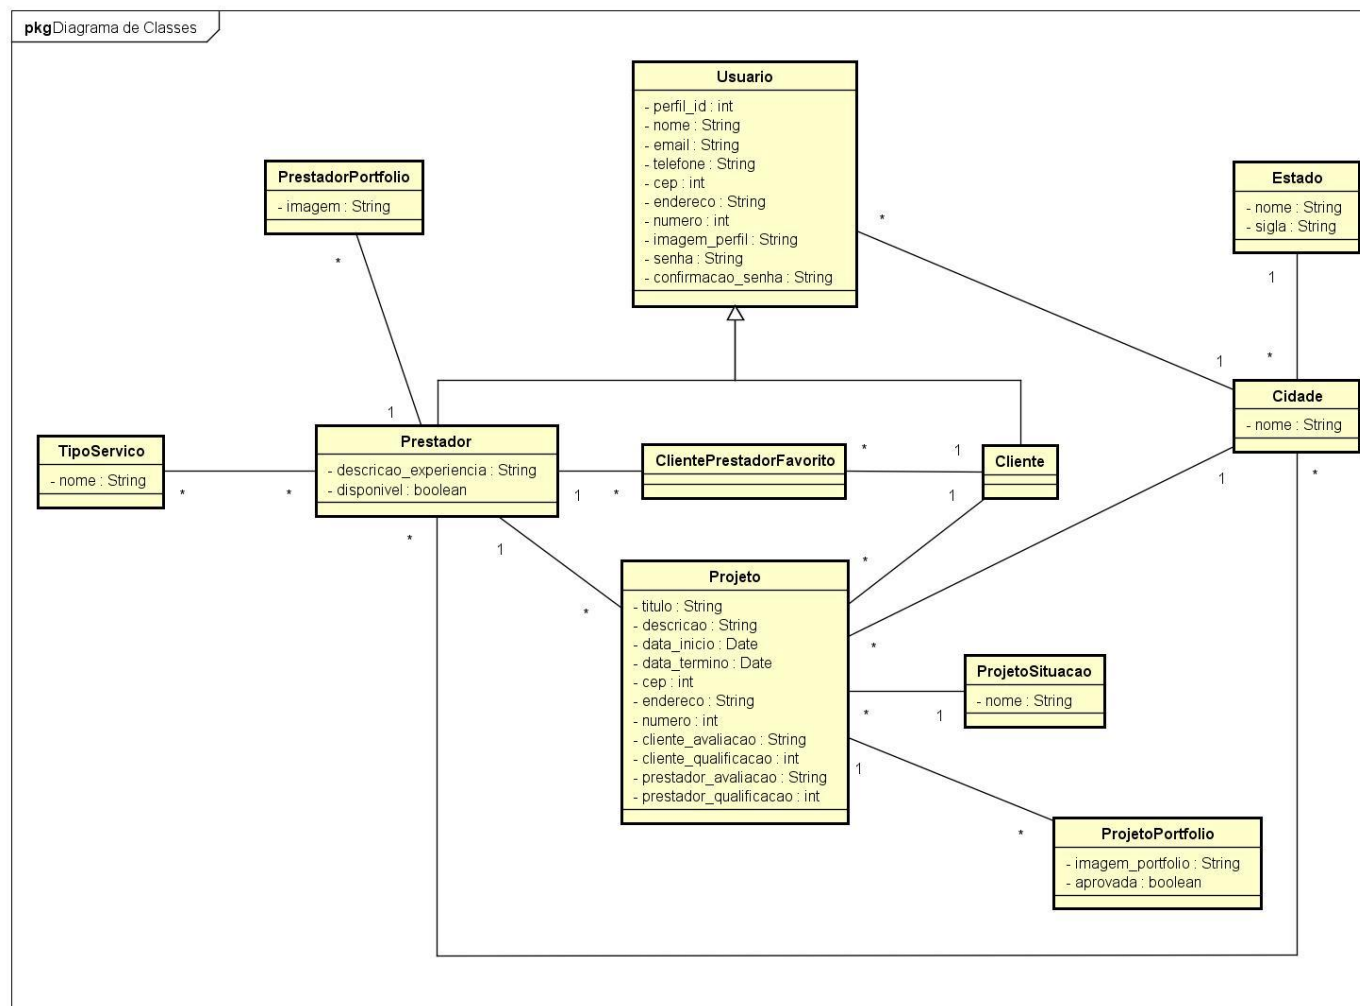 pkg Diagrama de Classes
Usuario
- perfil_id : int
- nome : String
- email : String
- telefone : String
- cep : int
- endereco : String
- numero : int
- imagem_perfil : String
- senha : String
- confirmacao_senha : String
PrestadorPortfolio
- imagem : String
Estado
- nome : String
- sigla : String
*
*
1
1
*
Cidade
- nome : String
1
TipoServico
- nome : String
*
*
Prestador
- descricao_experiencia : String
- disponivel : boolean
1
*
ClientePrestadorFavorito
*
1
Cliente
1
1
*
*
1
*
*
Projeto
- titulo : String
- descricao : String
- data_inicio : Date
- data_termino : Date
- cep : int
- endereco : String
- numero : int
- cliente_avaliacao : String
- cliente_qualificacao : int
- prestador_avaliacao : String
- prestador_qualificacao : int
*
ProjetoSituacao
- nome : String
*
1
1
*
ProjetoPortfolio
- imagem_portfolio : String
- aprovada : boolean